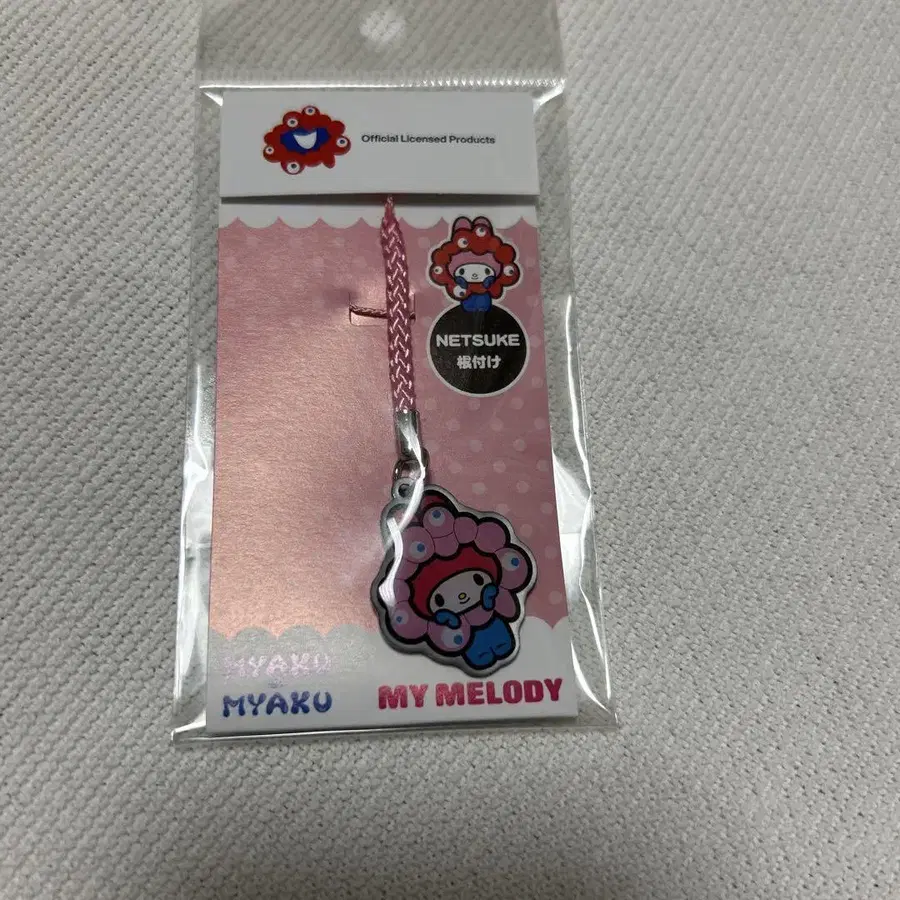 Official Licensed Products
NETSUKE
根付け
MYAKU
MYAKU
MY MELODY